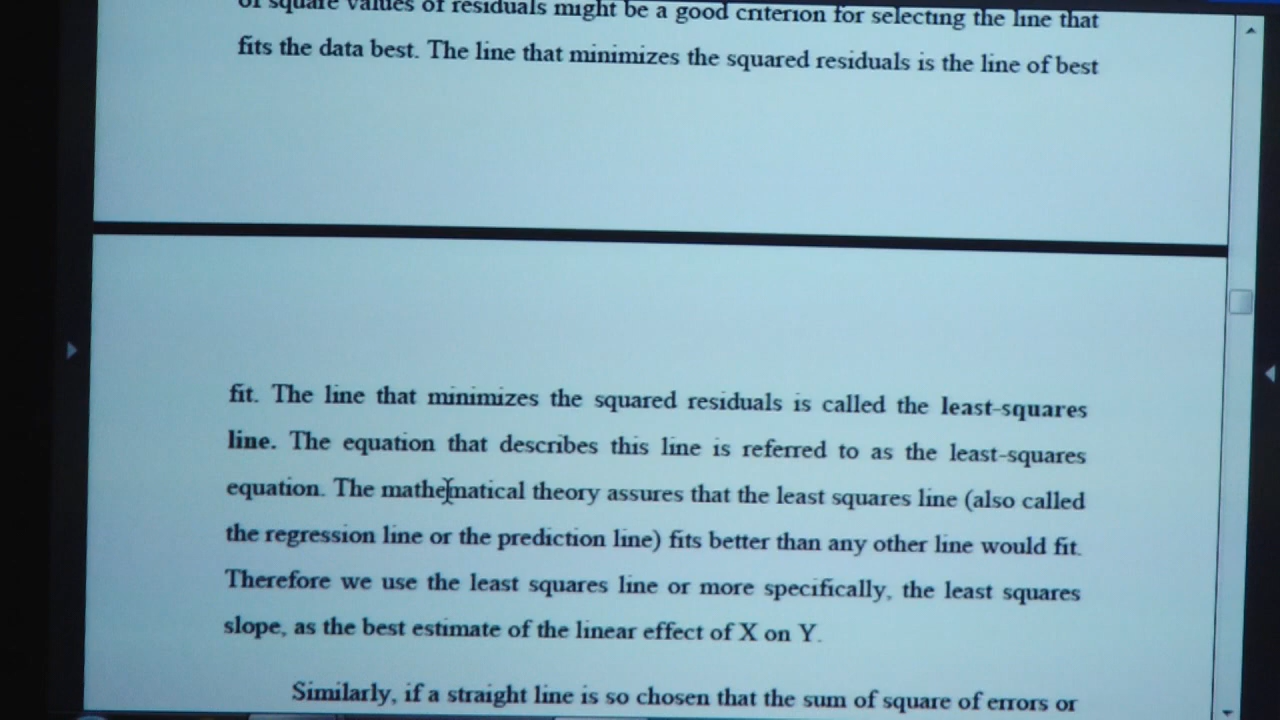 of square values of residuals might be a good criterion for selecting the line that
fits the data best. The line that minimizes the squared residuals is the line of best
fit. The line that minimizes the squared residuals is called the least-squares
line. The equation that describes this line is referred to as the least-squares
equation. The mathematical theory assures that the least squares line (also called
the regression line or the prediction line) fits better than any other line would fit.
Therefore we use the least squares line or more specifically, the least squares
slope, as the best estimate of the linear effect of X on Y.
Similarly, if a straight line is so chosen that the sum of square of errors or